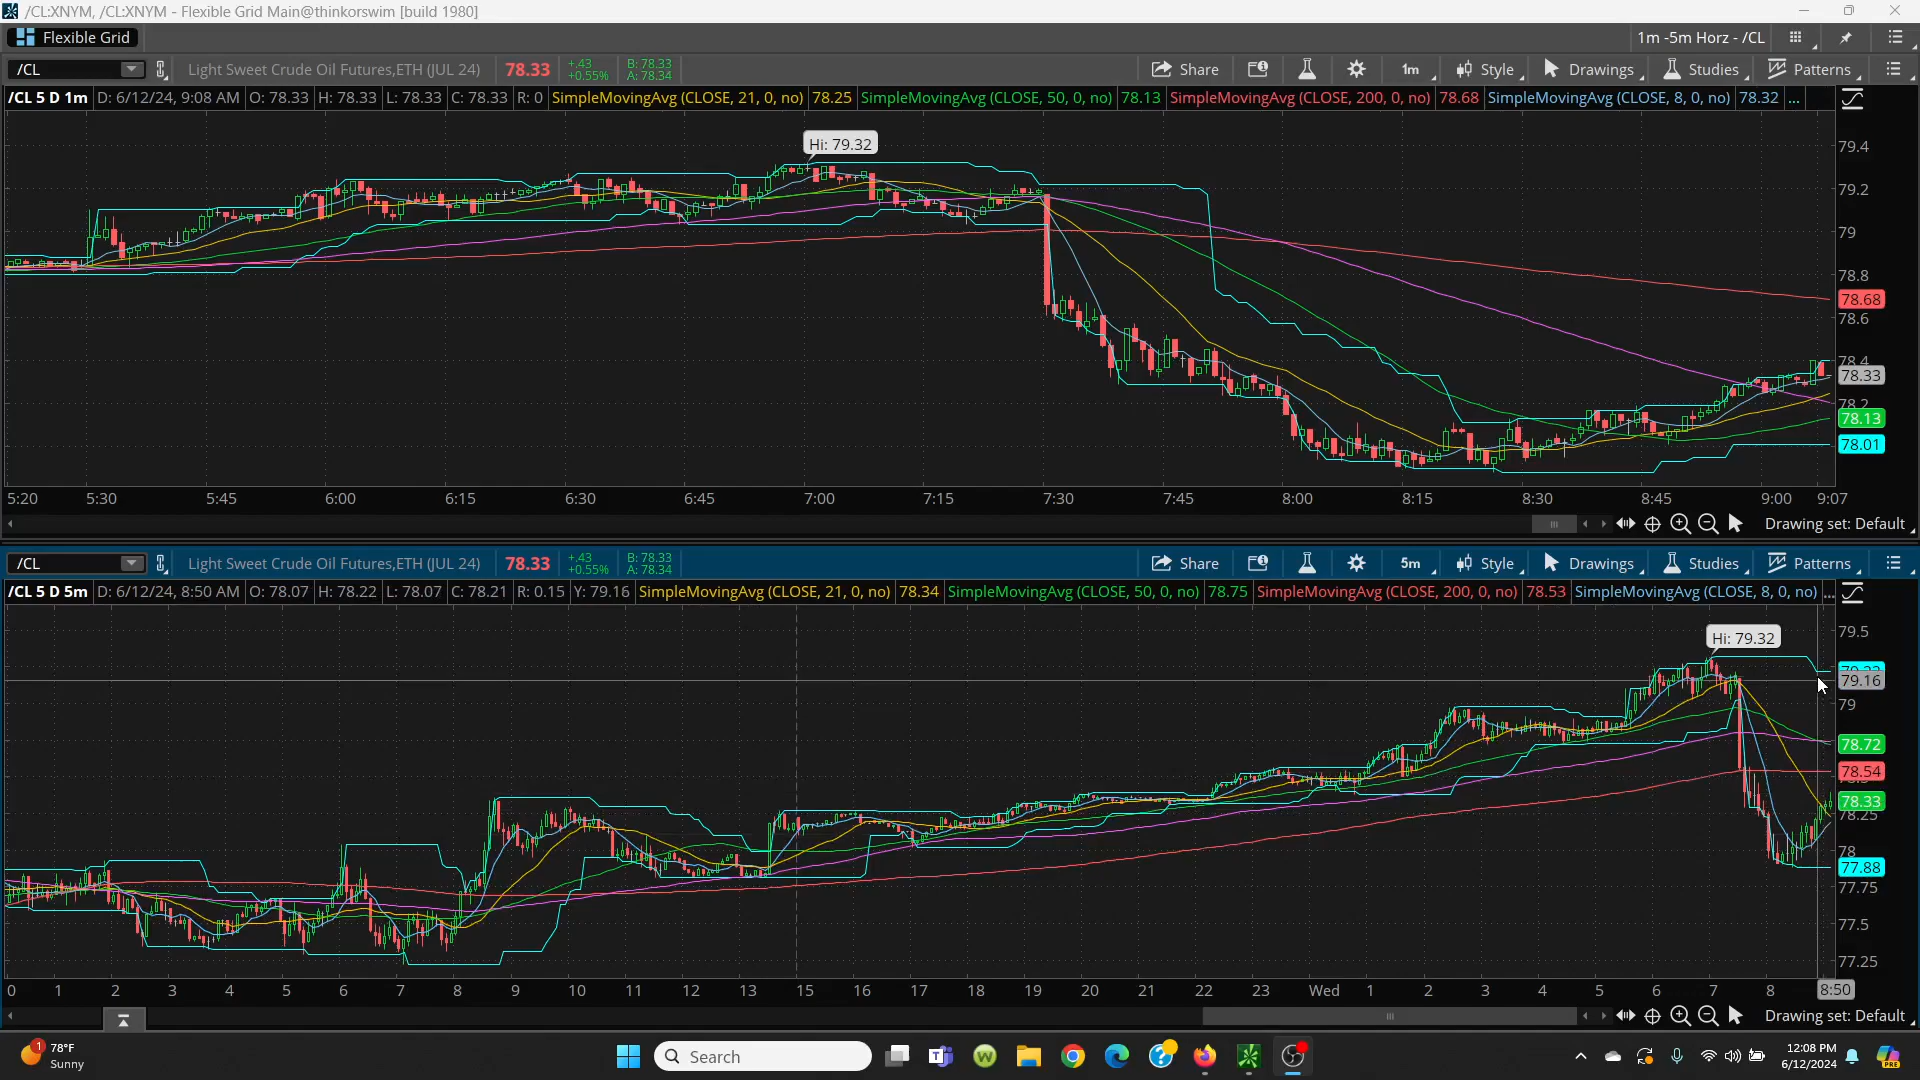 /CL:XNYM, /CL:XNYM - Flexible Grid Main@thinkorswim [build 1980]
Flexible Grid
1m -5m Horz - /CL
/CL
Light Sweet Crude Oil Futures,ETH (JUL 24)
78.33
+.43
+0.55%
B: 78.33
A: 78.34
Share
1m
Style
Drawings
Studies
Patterns
/CL 5 D 1m D: 6/12/24, 9:08 AM O: 78.33 H: 78.33 L: 78.33 C: 78.33 R: 0 SimpleMovingAvg (CLOSE, 21, 0, no) 78.25 SimpleMovingAvg (CLOSE, 50, 0, no) 78.13 SimpleMovingAvg (CLOSE, 200, 0, no) 78.68 SimpleMovingAvg (CLOSE, 8, 0, no) 78.32 ...
Hi: 79.32
79.4
79.2
79
78.8
78.68
78.6
78.4
78.33
78.2
78.13
78.01
5:20 5:30 5:45 6:00 6:15 6:30 6:45 7:00 7:15 7:30 7:45 8:00 8:15 8:30 8:45 9:00 9:07
Drawing set: Default
/CL
Light Sweet Crude Oil Futures,ETH (JUL 24)
78.33
+.43
+0.55%
B: 78.33
A: 78.34
Share
5m
Style
Drawings
Studies
Patterns
/CL 5 D 5m D: 6/12/24, 8:50 AM O: 78.07 H: 78.22 L: 78.07 C: 78.21 R: 0.15 Y: 79.16 SimpleMovingAvg (CLOSE, 21, 0, no) 78.34 SimpleMovingAvg (CLOSE, 50, 0, no) 78.75 SimpleMovingAvg (CLOSE, 200, 0, no) 78.53 SimpleMovingAvg (CLOSE, 8, 0, no) ...
Hi: 79.32
79.5
79.16
79
78.72
78.54
78.33
78.25
78
77.88
77.75
77.5
77.25
0 1 2 3 4 5 6 7 8 9 10 11 12 13 15 16 17 18 19 20 21 22 23 Wed 1 2 3 4 5 6 7 8 8:50
Drawing set: Default
1
78°F
Sunny
Search
12:08 PM
6/12/2024
PRE